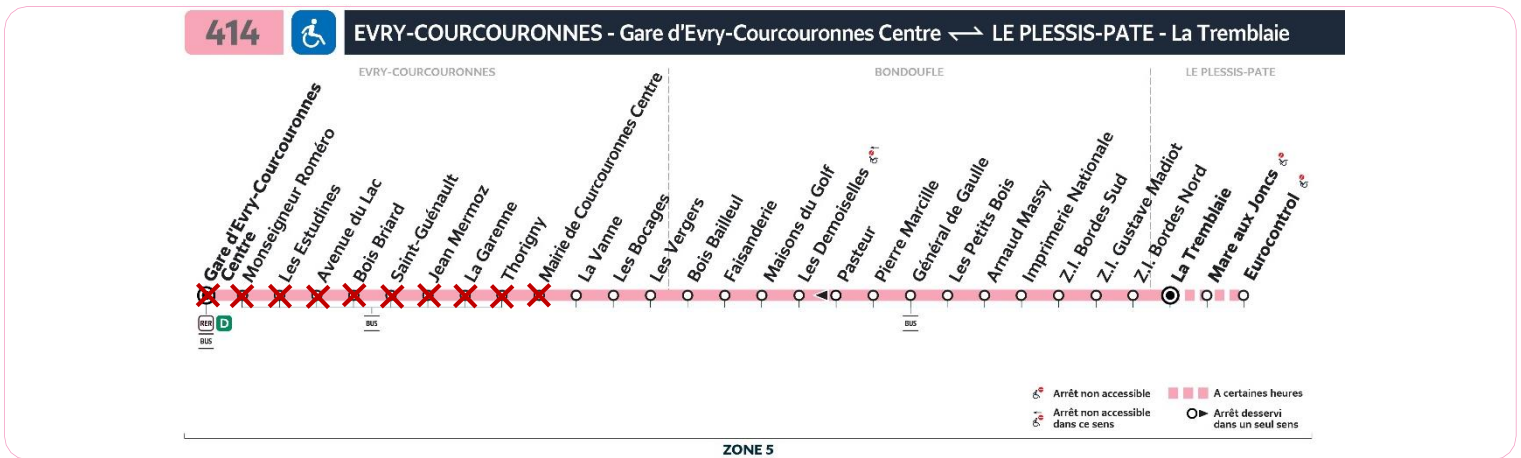 414
EVRY-COURCOURONNES - Gare d'Evry-Courcouronnes Centre ⇌ LE PLESSIS-PATE - La Tremblaie
EVRY-COURCOURONNES
BONDOUFLE
LE PLESSIS-PATE
Gare d'Evry-Courcouronnes
Centre
Monseigneur Roméro
Les Estudines
Avenue du Lac
Bois Briard
Saint-Guénault
Jean Mermoz
La Garenne
Thorigny
Mairie de Courcouronnes Centre
La Vanne
Les Bocages
Les Vergers
Bois Bailleul
Faisanderie
Maisons du Golf
Les Demoiselles
Pasteur
Pierre Marcille
Général de Gaulle
Les Petits Bois
Arnaud Massy
Imprimerie Nationale
Z.I. Bordes Sud
Z.I. Gustave Madiot
Z.I. Bordes Nord
La Tremblaie
Mare aux Joncs
Eurocontrol
RER D
BUS
BUS
BUS
Arrêt non accessible
Arrêt non accessible
dans ce sens
A certaines heures
Arrêt desservi
dans un seul sens
ZONE 5